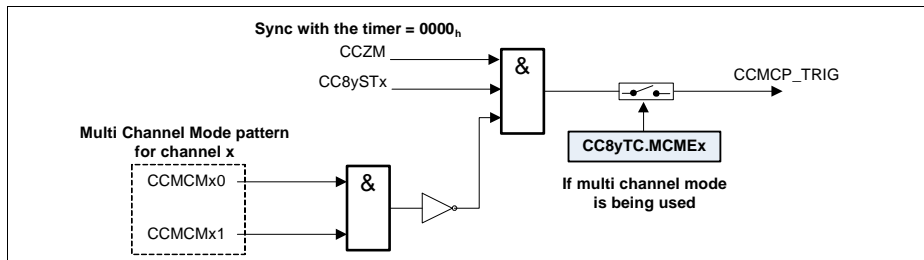 Sync with the timer = 0000h
CCZM
CC8ySTx
&
CCMCP_TRIG
CC8yTC.MCMEx
If multi channel mode
is being used
Multi Channel Mode pattern
for channel x
CCMCMx0
CCMCMx1
&